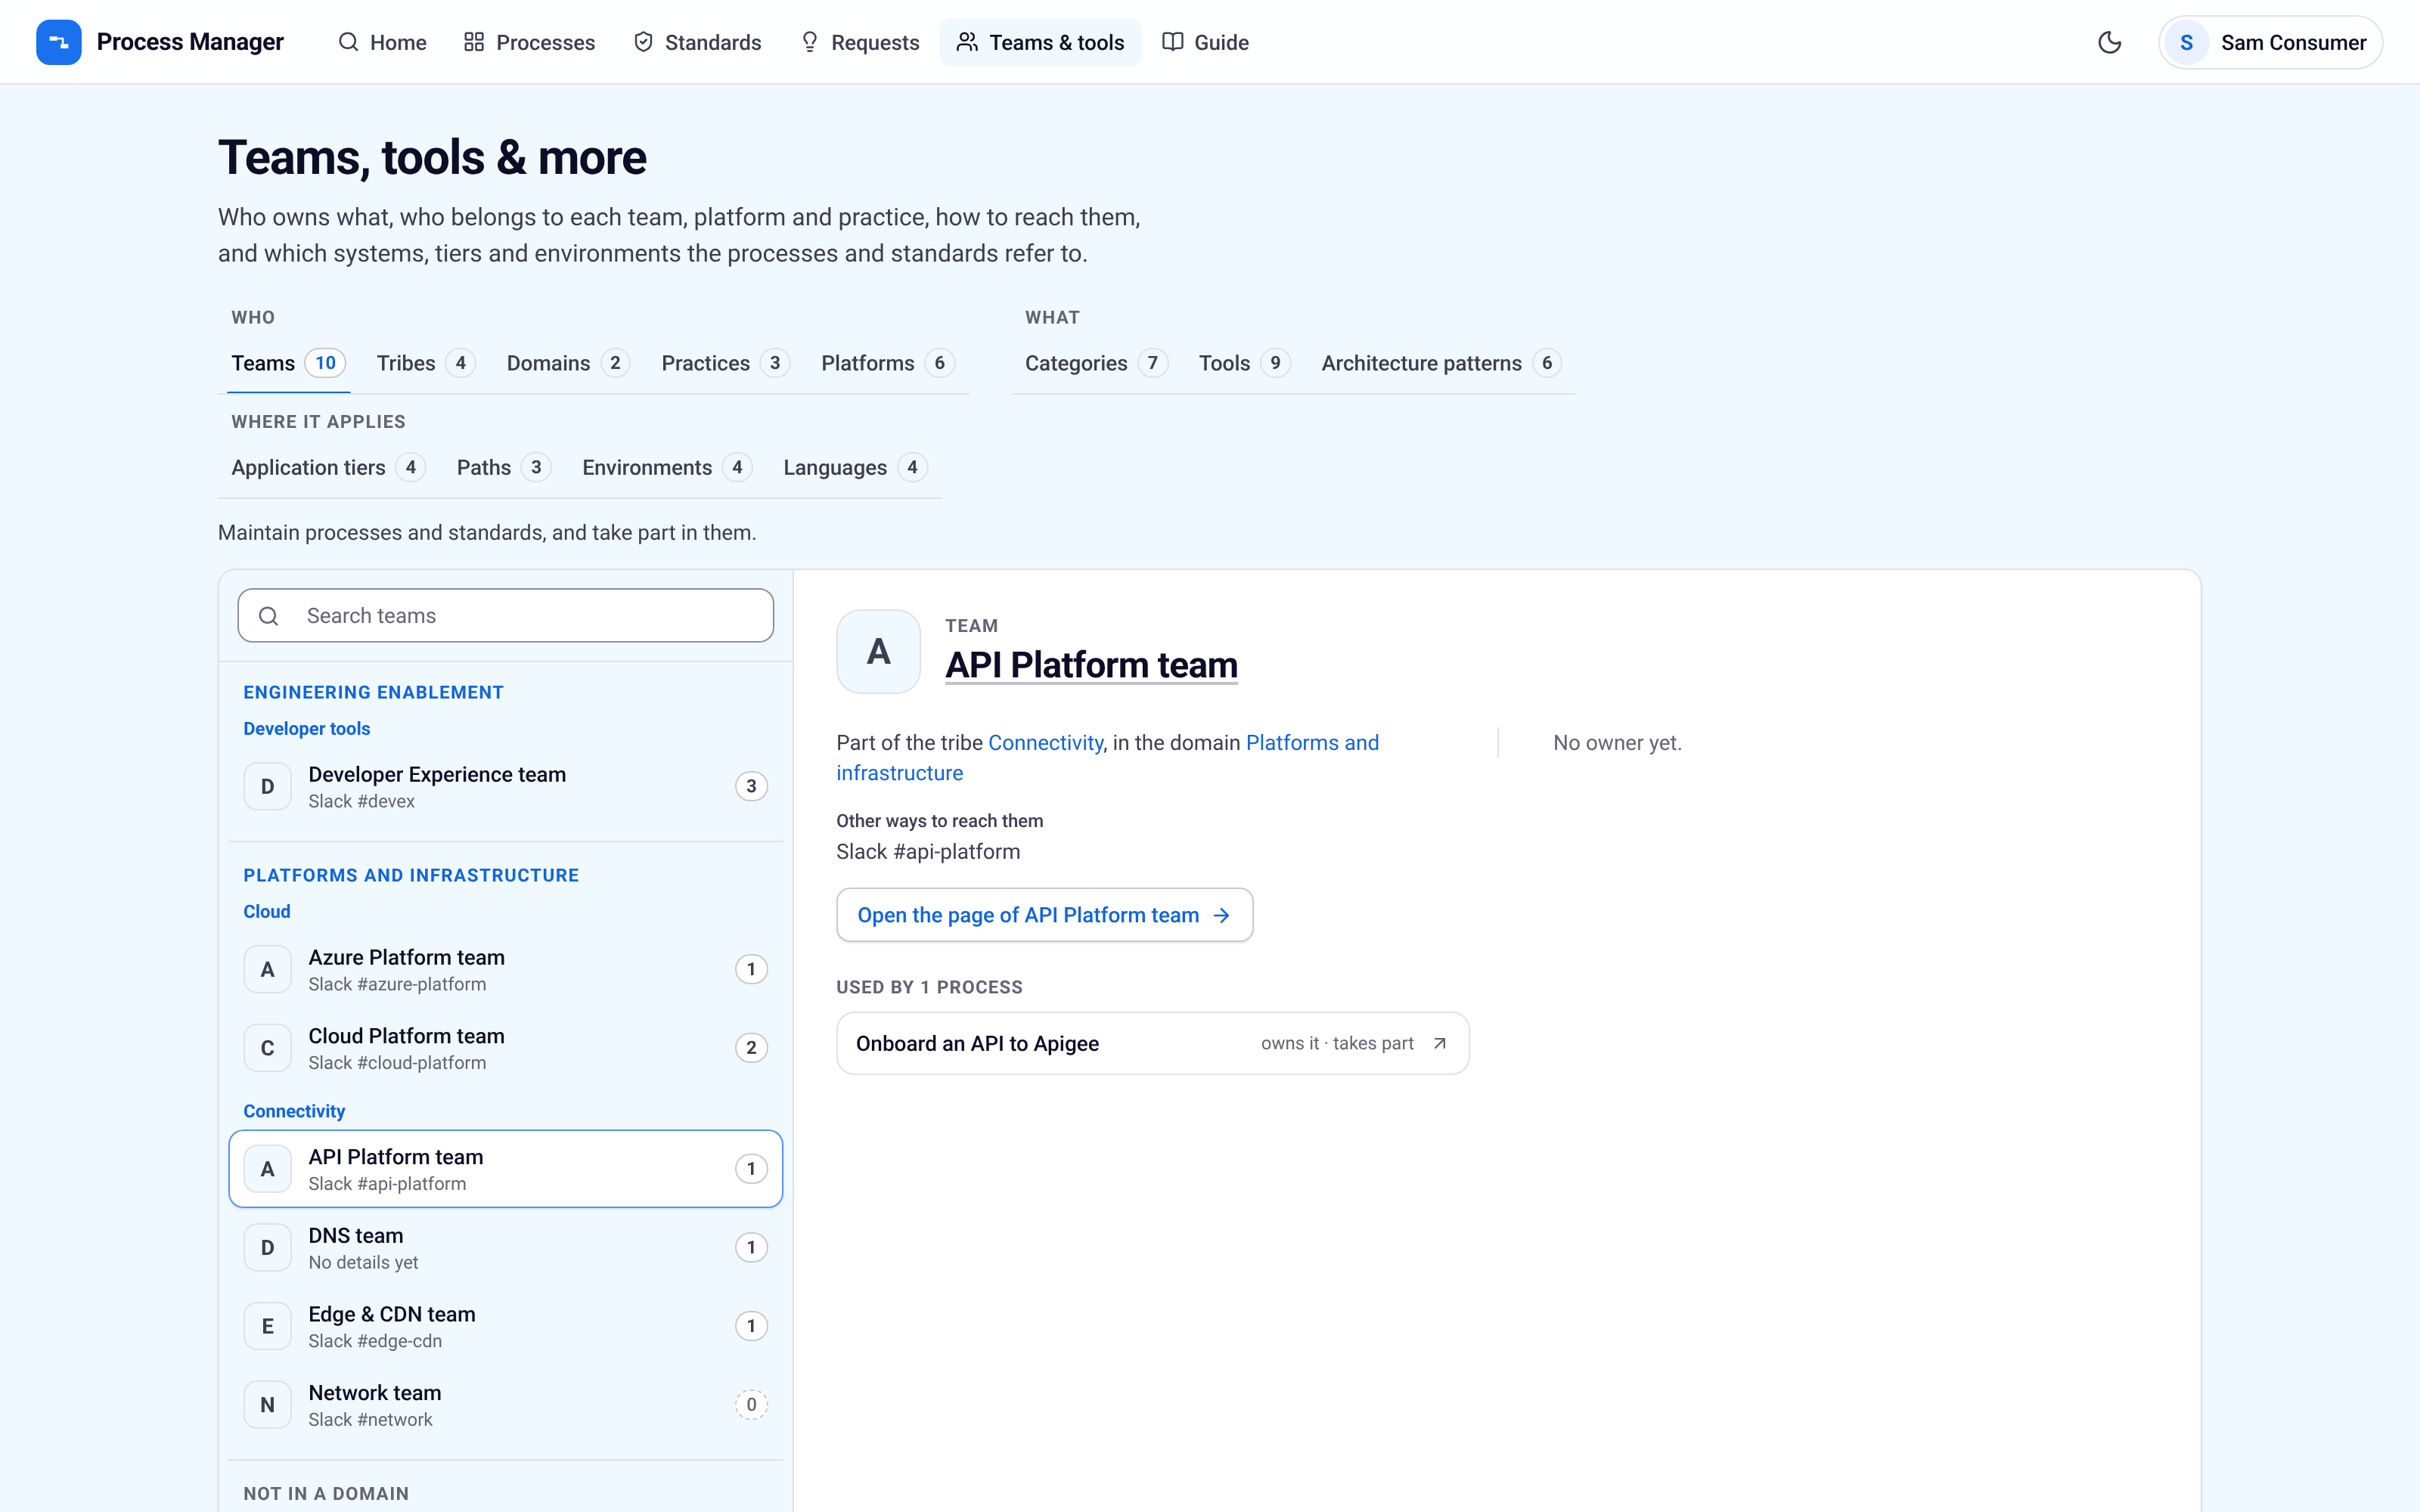 Process Manager
Home
Processes
Standards
Requests
Teams & tools
Guide
S
Sam Consumer
Teams, tools & more
Who owns what, who belongs to each team, platform and practice, how to reach them,
and which systems, tiers and environments the processes and standards refer to.
WHO
Teams 10
Tribes 4
Domains 2
Practices 3
Platforms 6
WHAT
Categories 7
Tools 9
Architecture patterns 6
WHERE IT APPLIES
Application tiers 4
Paths 3
Environments 4
Languages 4
Maintain processes and standards, and take part in them.
Search teams
ENGINEERING ENABLEMENT
Developer tools
D
Developer Experience team
Slack #devex
3
PLATFORMS AND INFRASTRUCTURE
Cloud
A
Azure Platform team
Slack #azure-platform
1
C
Cloud Platform team
Slack #cloud-platform
2
Connectivity
A
API Platform team
Slack #api-platform
1
D
DNS team
No details yet
1
E
Edge & CDN team
Slack #edge-cdn
1
N
Network team
Slack #network
0
NOT IN A DOMAIN
A
TEAM
API Platform team
Part of the tribe Connectivity, in the domain Platforms and
infrastructure
No owner yet.
Other ways to reach them
Slack #api-platform
Open the page of API Platform team
USED BY 1 PROCESS
Onboard an API to Apigee
owns it · takes part